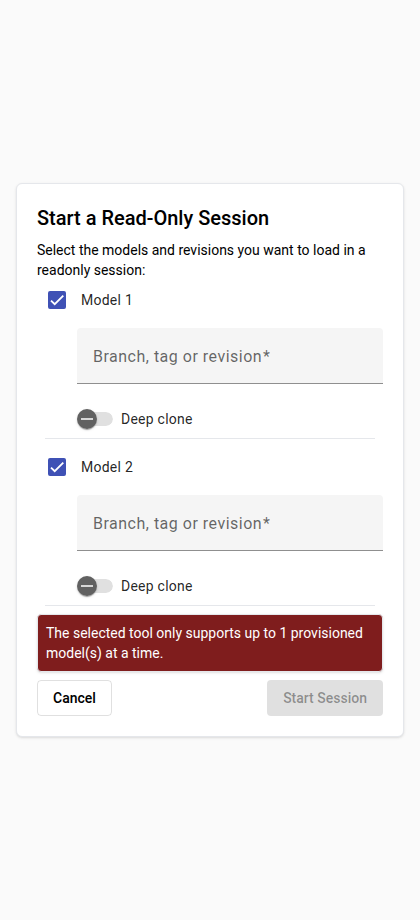 Start a Read-Only Session
Select the models and revisions you want to load in a
readonly session:
Model 1
Branch, tag or revision*
Deep clone
Model 2
Branch, tag or revision*
Deep clone
The selected tool only supports up to 1 provisioned
model(s) at a time.
Cancel
Start Session